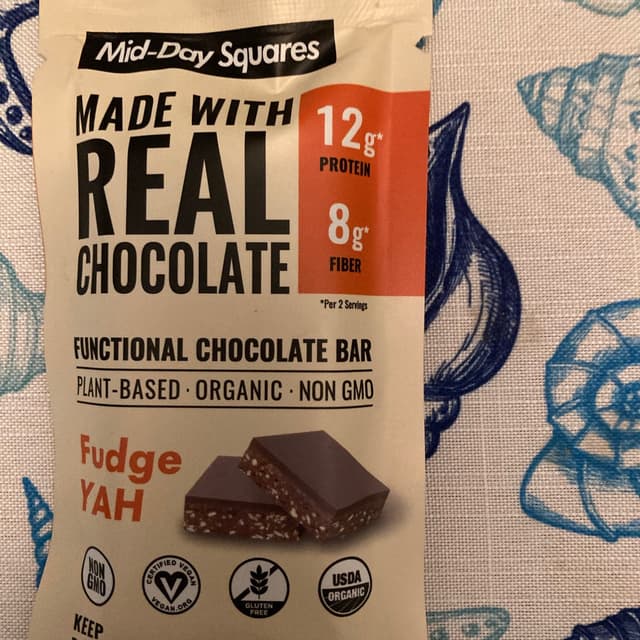 Mid-Day Squares
MADE WITH
REAL
CHOCOLATE
12g*
PROTEIN
8g*
FIBER
*Per 2 Servings
FUNCTIONAL CHOCOLATE BAR
PLANT-BASED · ORGANIC · NON GMO
Fudge
YAH
NON
GMO
CERTIFIED VEGAN
VEGAN.ORG
GLUTEN
FREE
USDA
ORGANIC
KEEP